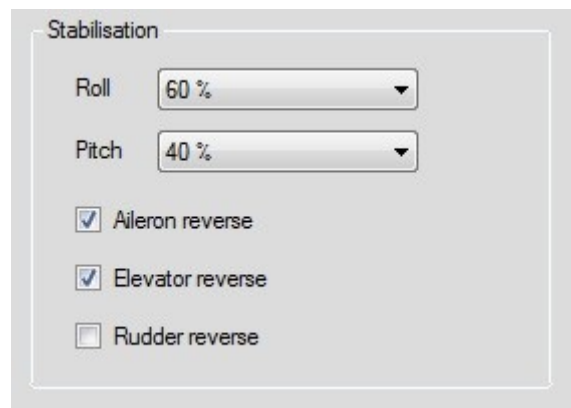 Stabilisation
Roll 60 %
Pitch 40 %
Aileron reverse
Elevator reverse
Rudder reverse